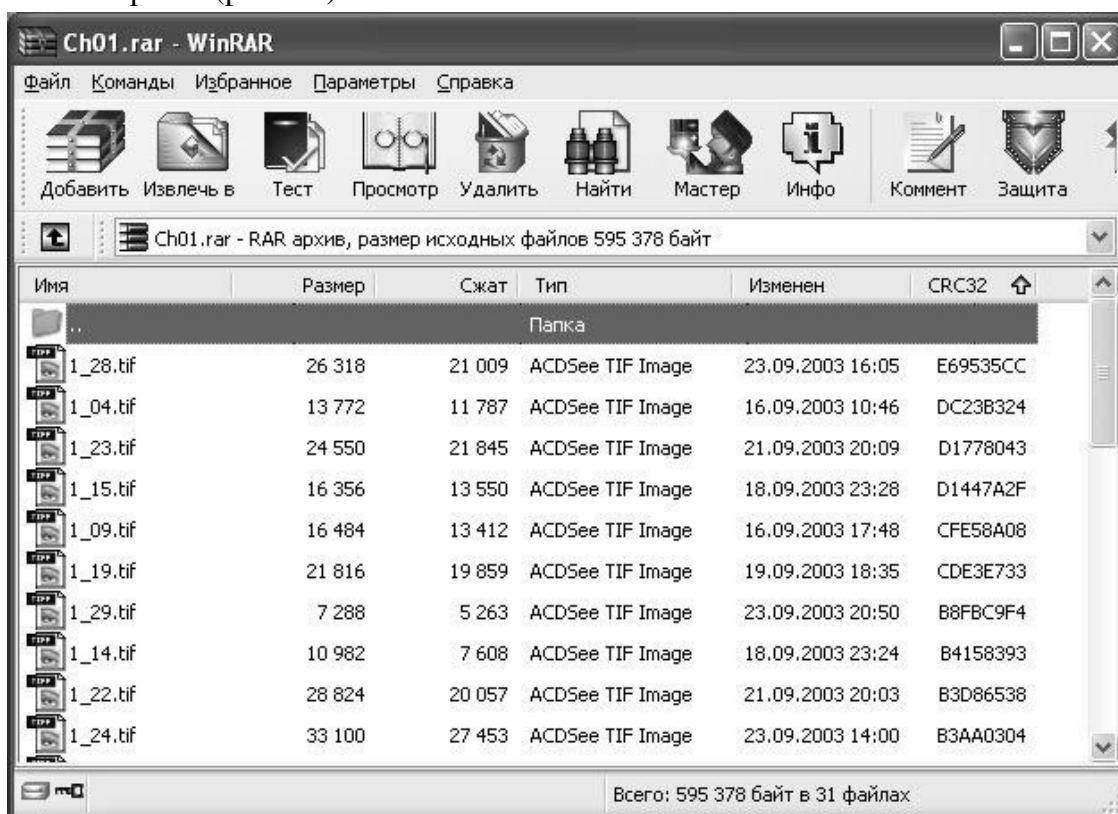 Ch01.rar - WinRAR
Файл Команды Избранное Параметры Справка
Добавить Извлечь в Тест Просмотр Удалить Найти Мастер Инфо Коммент Защита
Ch01.rar - RAR архив, размер исходных файлов 595 378 байт
Имя Размер Сжат Тип Изменен CRC32
.. Папка
1_28.tif 26 318 21 009 ACDSee TIF Image 23.09.2003 16:05 E69535CC
1_04.tif 13 772 11 787 ACDSee TIF Image 16.09.2003 10:46 DC23B324
1_23.tif 24 550 21 845 ACDSee TIF Image 21.09.2003 20:09 D1778043
1_15.tif 16 356 13 550 ACDSee TIF Image 18.09.2003 23:28 D1447A2F
1_09.tif 16 484 13 412 ACDSee TIF Image 16.09.2003 17:48 CFE58A08
1_19.tif 21 816 19 859 ACDSee TIF Image 19.09.2003 18:35 CDE3E733
1_29.tif 7 288 5 263 ACDSee TIF Image 23.09.2003 20:50 B8FBC9F4
1_14.tif 10 982 7 608 ACDSee TIF Image 18.09.2003 23:24 B4158393
1_22.tif 28 824 20 057 ACDSee TIF Image 21.09.2003 20:03 B3D86538
1_24.tif 33 100 27 453 ACDSee TIF Image 23.09.2003 14:00 B3AA0304
Всего: 595 378 байт в 31 файлах